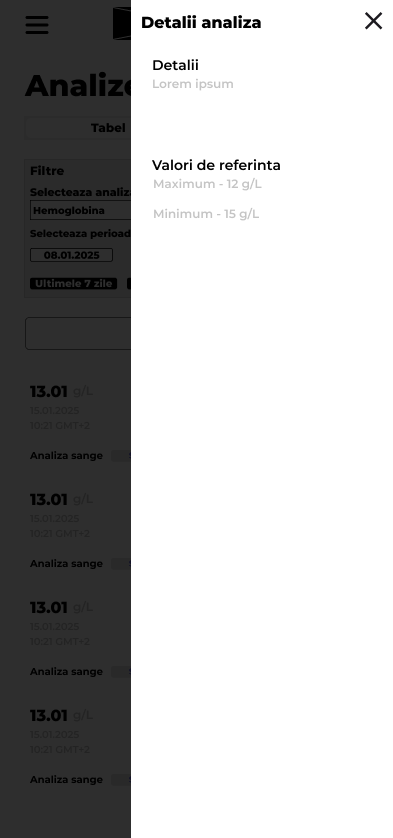 Detalii analiza
Detalii
Lorem ipsum
Valori de referinta
Maximum - 12 g/L
Minimum - 15 g/L
Analize
Tabel
Filtre
Selecteaza analiza
Hemoglobina
Selecteaza perioad
08.01.2025
Ultimele 7 zile
13.01 g/L
15.01.2025
10:21 GMT+2
Analiza sange
13.01 g/L
15.01.2025
10:21 GMT+2
Analiza sange
13.01 g/L
15.01.2025
10:21 GMT+2
Analiza sange
13.01 g/L
15.01.2025
10:21 GMT+2
Analiza sange